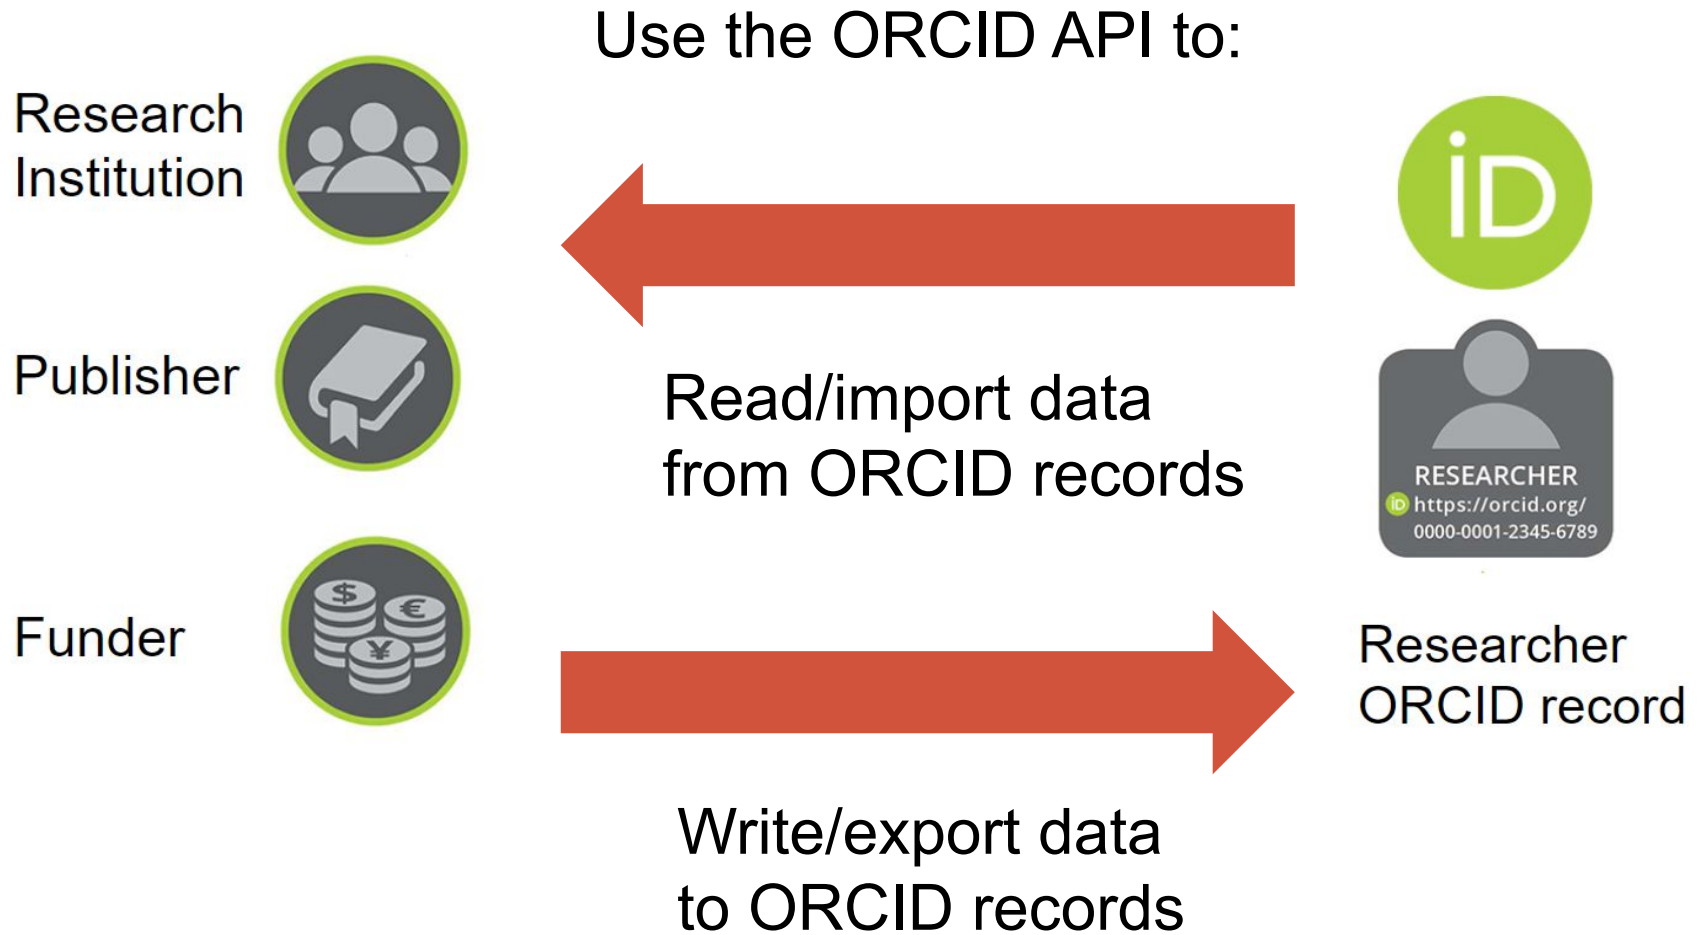 Use the ORCID API to:
Research
Institution
Publisher
Funder
Read/import data
from ORCID records
Write/export data
to ORCID records
iD
RESEARCHER
iD https://orcid.org/
0000-0001-2345-6789
Researcher
ORCID record
$
€
¥